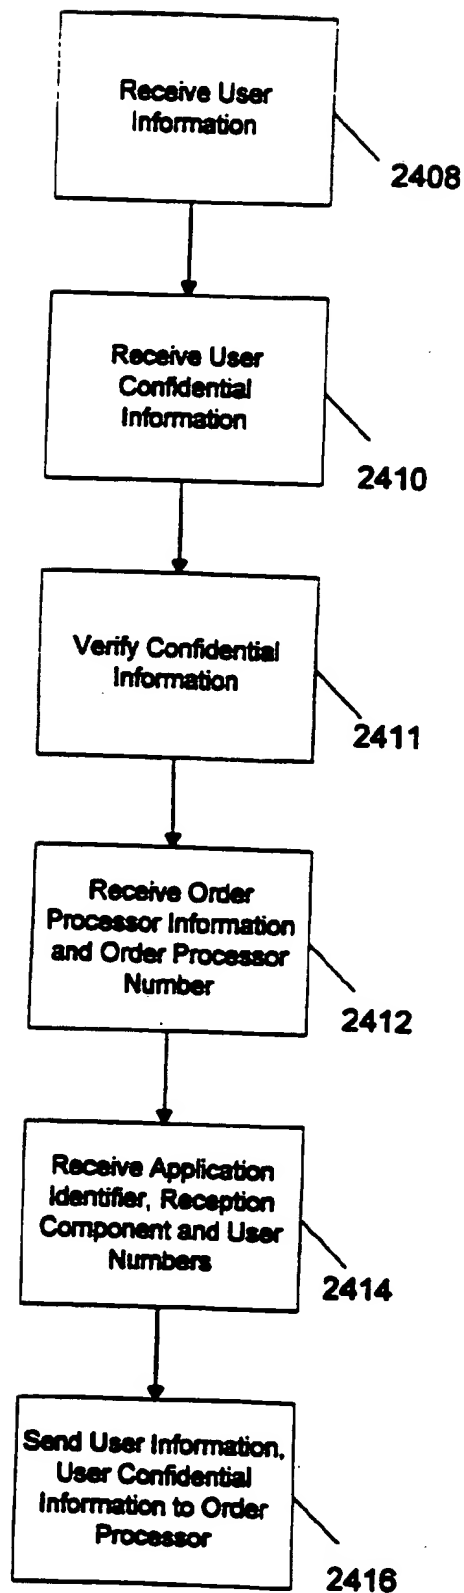 Receive User
Information
2408
Receive User
Confidential
Information
2410
Verify Confidential
Information
2411
Receive Order
Processor Information
and Order Processor
Number
2412
Receive Application
Identifier, Reception
Component and User
Numbers
2414
Send User Information,
User Confidential
Information to Order
Processor
2416